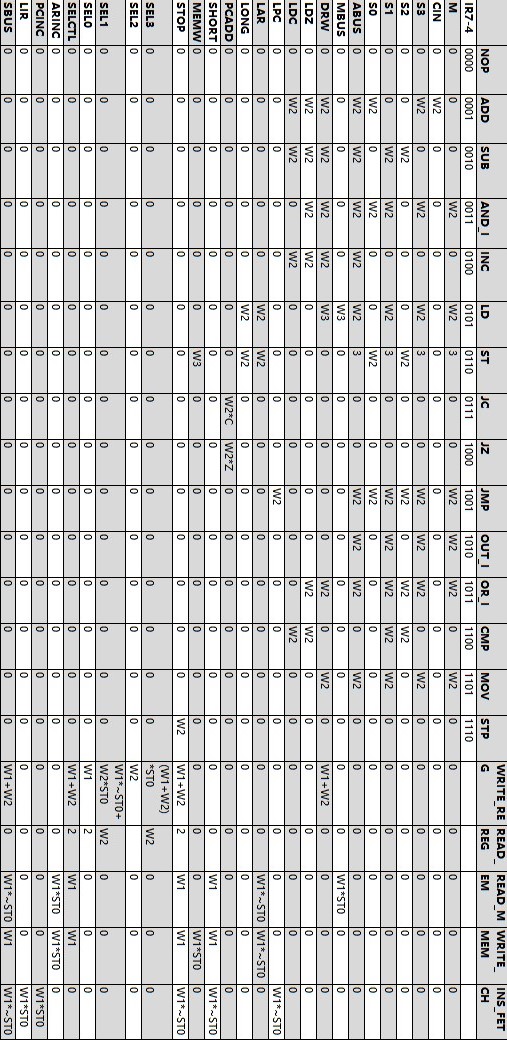 WRITE_RE READ_ READ_M WRITE_ INS_FET
NOP ADD SUB AND_I INC LD ST JC JZ JMP OUT_I OR_I CMP MOV STP G REG EM MEM CH
IR7-4 0000 0001 0010 0011 0100 0101 0110 0111 1000 1001 1010 1011 1100 1101 1110
M 0 0 0 W2 0 W2 3 0 0 W2 W2 W2 0 W2 0 0 0 0 0 0
CIN 0 W2 0 0 0 0 0 0 0 0 0 0 0 0 0 0 0 0 0 0
S3 0 W2 0 W2 0 W2 3 0 0 W2 W2 W2 0 W2 0 0 0 0 0 0
S2 0 0 W2 0 0 0 W2 0 0 W2 0 W2 W2 0 0 0 0 0 0 0
S1 0 0 W2 W2 0 W2 3 0 0 W2 W2 W2 W2 W2 0 0 0 0 0 0
S0 0 W2 0 W2 0 0 W2 0 0 W2 0 0 0 0 0 0 0 0 0 0
ABUS 0 W2 W2 W2 W2 W2 3 0 0 W2 W2 W2 0 W2 0 0 0 0 0 0
MBUS 0 0 0 0 0 W3 0 0 0 0 0 0 0 0 0 0 0 W1*ST0 0 0
DRW 0 W2 W2 W2 W2 W3 0 0 0 0 0 W2 0 W2 0 W1+W2 0 0 0 0
LDZ 0 W2 W2 W2 W2 0 0 0 0 0 0 W2 W2 0 0 0 0 0 0 0
LDC 0 W2 W2 0 W2 0 0 0 0 0 0 0 W2 0 0 0 0 0 0 0
LPC 0 0 0 0 0 0 0 0 0 W2 0 0 0 0 0 0 0 0 0 W1*~ST0
LAR 0 0 0 0 0 W2 W2 0 0 0 0 0 0 0 0 0 0 W1*~ST0 W1*~ST0 0
LONG 0 0 0 0 0 W2 W2 0 0 0 0 0 0 0 0 0 0 0 0 0
PCADD 0 0 0 0 0 0 0 W2*C W2*Z 0 0 0 0 0 0 0 0 0 0 0
SHORT 0 0 0 0 0 0 0 0 0 0 0 0 0 0 0 0 0 W1 W1 W1*~ST0
MEMW 0 0 0 0 0 0 W3 0 0 0 0 0 0 0 0 0 0 0 W1*ST0 0
STOP 0 0 0 0 0 0 0 0 0 0 0 0 0 0 W2 W1+W2 2 W1 W1 W1*~ST0
(W1+W2)
SEL3 0 0 0 0 0 0 0 0 0 0 0 0 0 0 0 *ST0 W2 0 0 0
SEL2 0 0 0 0 0 0 0 0 0 0 0 0 0 0 0 W2 0 0 0 0
W1*~ST0+
SEL1 0 0 0 0 0 0 0 0 0 0 0 0 0 0 0 W2*ST0 W2 0 0 0
SEL0 0 0 0 0 0 0 0 0 0 0 0 0 0 0 0 W1 2 0 0 0
SELCTL 0 0 0 0 0 0 0 0 0 0 0 0 0 0 0 W1+W2 2 W1 W1 0
ARINC 0 0 0 0 0 0 0 0 0 0 0 0 0 0 0 0 0 W1*ST0 W1*ST0 0
PCINC 0 0 0 0 0 0 0 0 0 0 0 0 0 0 0 0 0 0 0 W1*ST0
LIR 0 0 0 0 0 0 0 0 0 0 0 0 0 0 0 0 0 0 0 W1*ST0
SBUS 0 0 0 0 0 0 0 0 0 0 0 0 0 0 0 W1+W2 0 W1*~ST0 W1 W1*~ST0